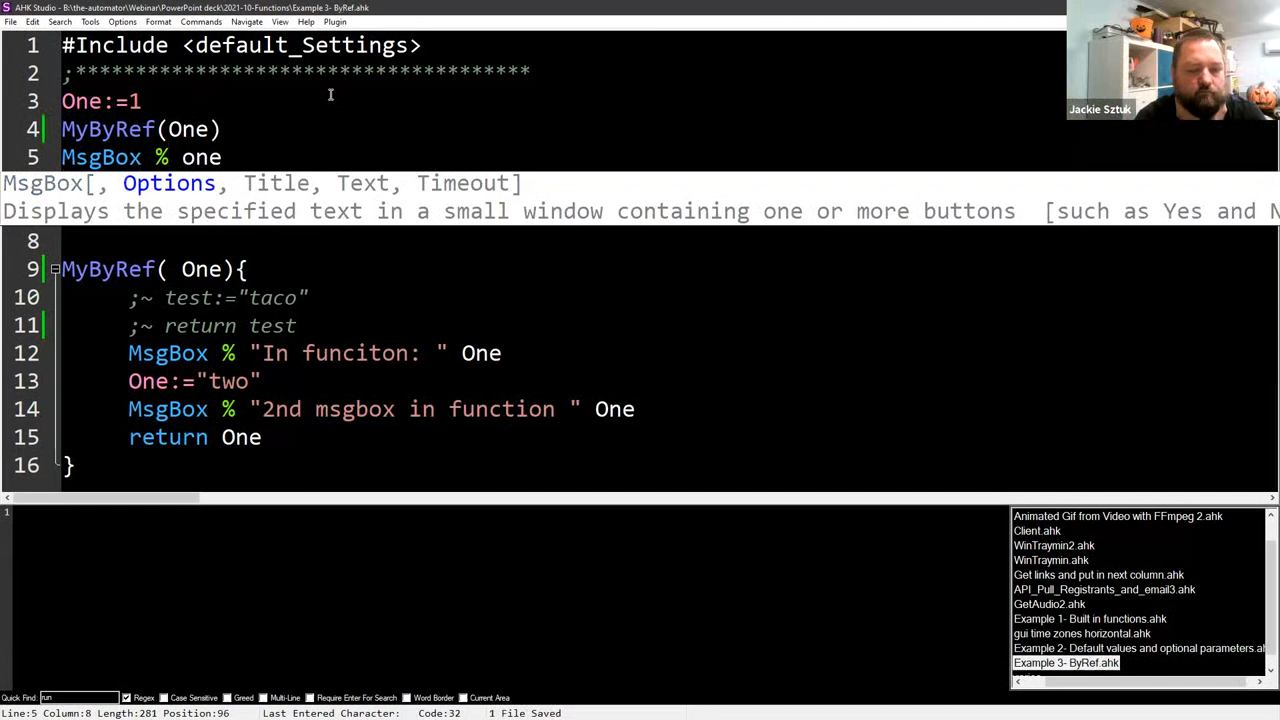 AHK Studio - B:\the-automator\Webinar\PowerPoint deck\2021-10-Functions\Example 3- ByRef.ahk
File Edit Search Tools Options Format Commands Navigate View Help Plugin
1 #Include <default_Settings>
2 ;**********************************
3 One:=1
4 MyByRef(One)
5 MsgBox % one
MsgBox[, Options, Title, Text, Timeout]
Displays the specified text in a small window containing one or more buttons [such as Yes and N
8
9 MyByRef( One){
10 ;~ test:="taco"
11 ;~ return test
12 MsgBox % "In funciton: " One
13 One:="two"
14 MsgBox % "2nd msgbox in function " One
15 return One
16 }
Jackie Sztuk
1
Animated Gif from Video with FFmpeg 2.ahk
Client.ahk
WinTraymin2.ahk
WinTraymin.ahk
Get links and put in next column.ahk
API_Pull_Registrants_and_email3.ahk
GetAudio2.ahk
Example 1- Built in functions.ahk
gui time zones horizontal.ahk
Example 2- Default values and optional parameters.ah
Example 3- ByRef.ahk
Quick Find: run Regex Case Sensitive Greed Multi-Line Require Enter For Search Word Border Current Area
Line:5 Column:8 Length:281 Position:96 Last Entered Character: Code:32 1 File Saved